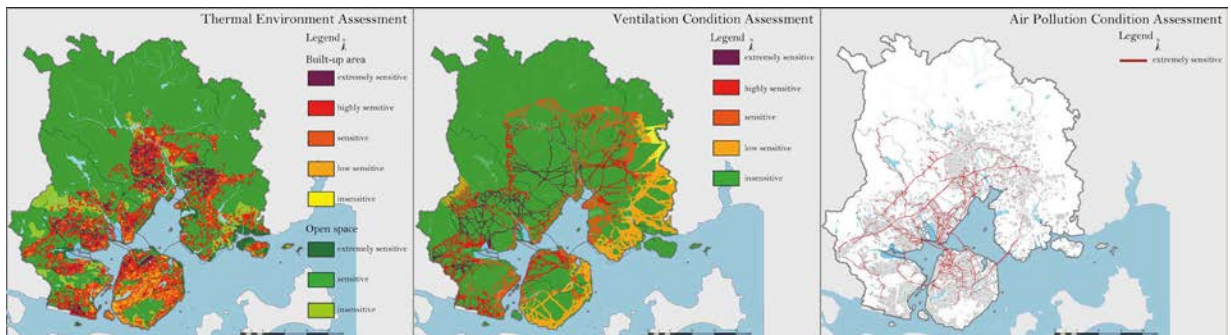 Thermal Environment Assessment
Legend
Built-up area
extremely sensitive
highly sensitive
sensitive
low sensitive
insensitive
Open space
extremely sensitive
sensitive
insensitive
Ventilation Condition Assessment
Legend
extremely sensitive
highly sensitive
sensitive
low sensitive
insensitive
Air Pollution Condition Assessment
Legend
extremely sensitive